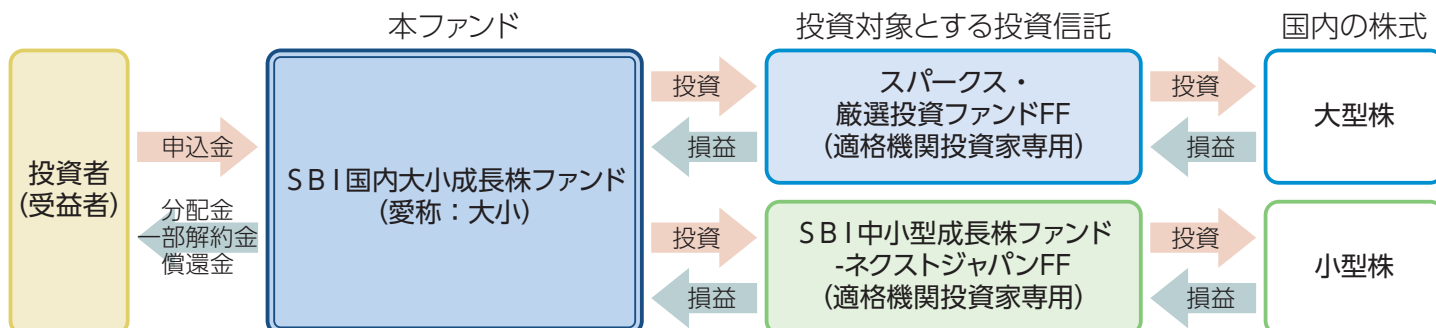 本ファンド
投資対象とする投資信託
国内の株式
投資者
(受益者)
申込金
分配金
一部解約金
償還金
SBI国内大小成長株ファンド
(愛称：大小)
投資
損益
スパークス・
厳選投資ファンドFF
(適格機関投資家専用)
投資
損益
大型株
投資
損益
SBI中小型成長株ファンド
-ネクストジャパンFF
(適格機関投資家専用)
投資
損益
小型株